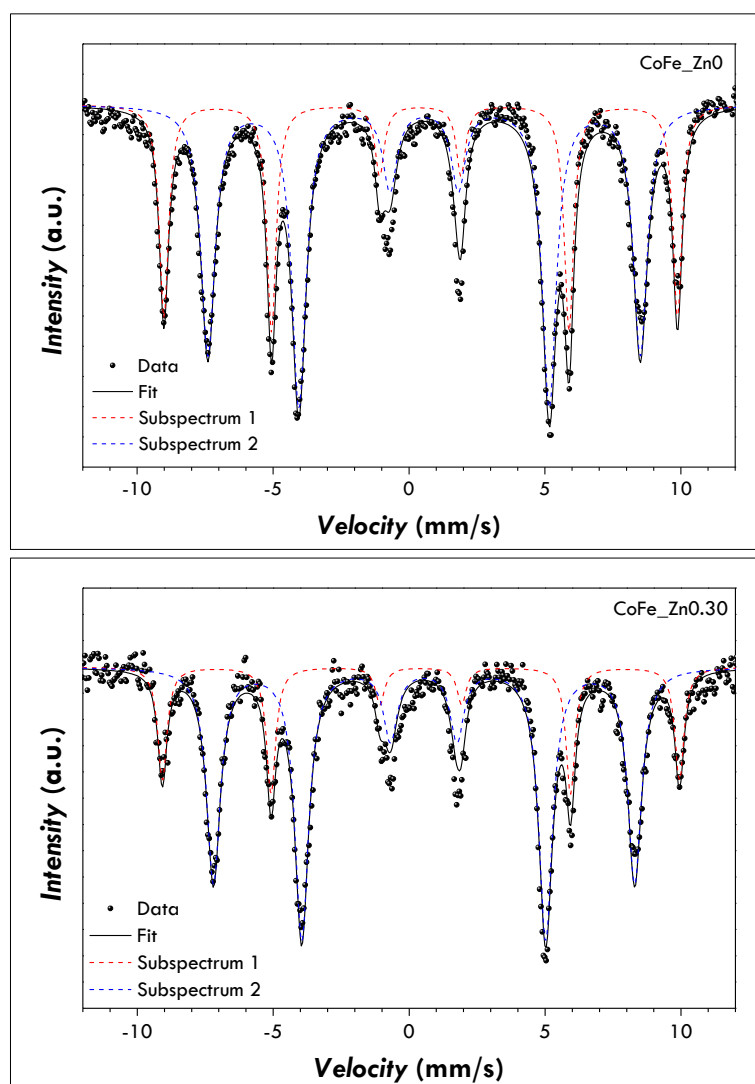 CoFe_Zn0
Intensity (a.u.)
Data
Fit
Subspectrum 1
Subspectrum 2
-10 -5 0 5 10
Velocity (mm/s)
CoFe_Zn0.30
Intensity (a.u.)
Data
Fit
Subspectrum 1
Subspectrum 2
-10 -5 0 5 10
Velocity (mm/s)